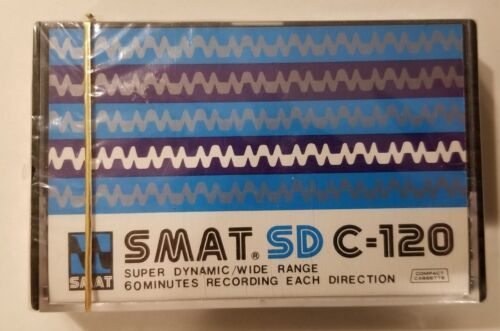 SMAT® SD C-120
SMAT
SUPER DYNAMIC/WIDE RANGE
60MINUTES RECORDING EACH DIRECTION
COMPACT
CASSETTE